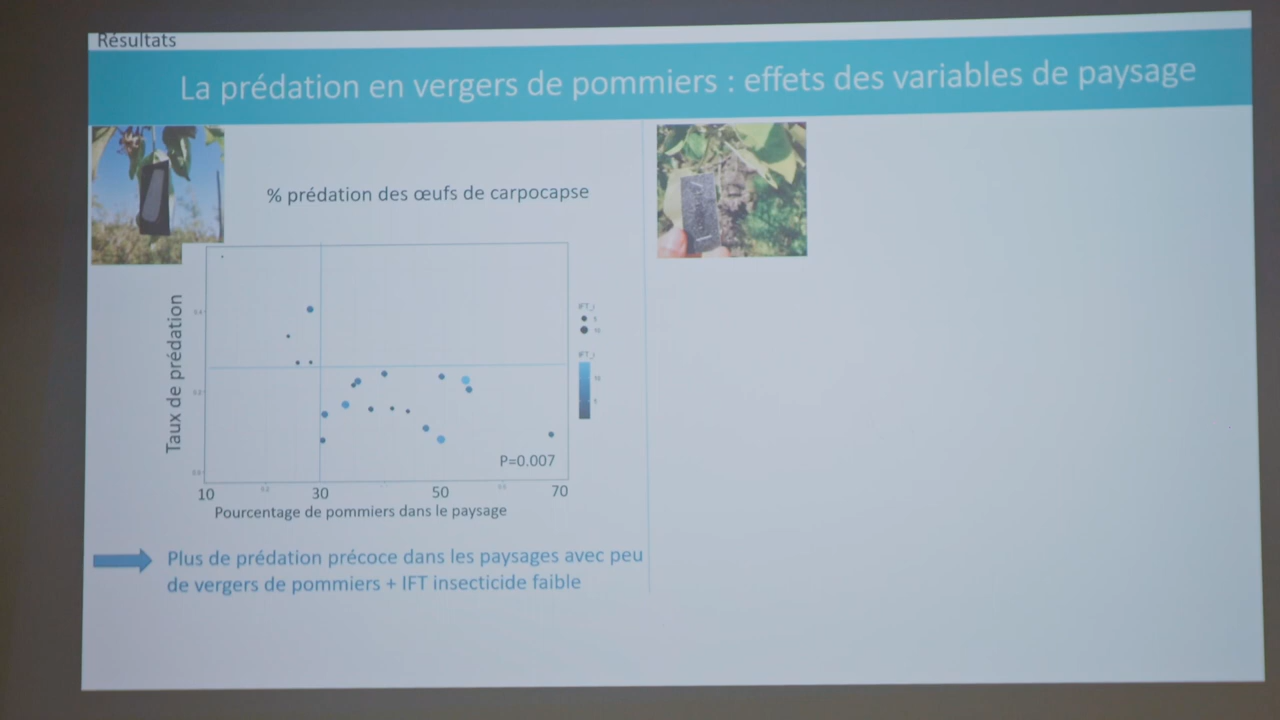 Résultats
La prédation en vergers de pommiers : effets des variables de paysage
% prédation des œufs de carpocapse
Taux de prédation
P=0.007
10 30 50 70
Pourcentage de pommiers dans le paysage
Plus de prédation précoce dans les paysages avec peu
de vergers de pommiers + IFT insecticide faible